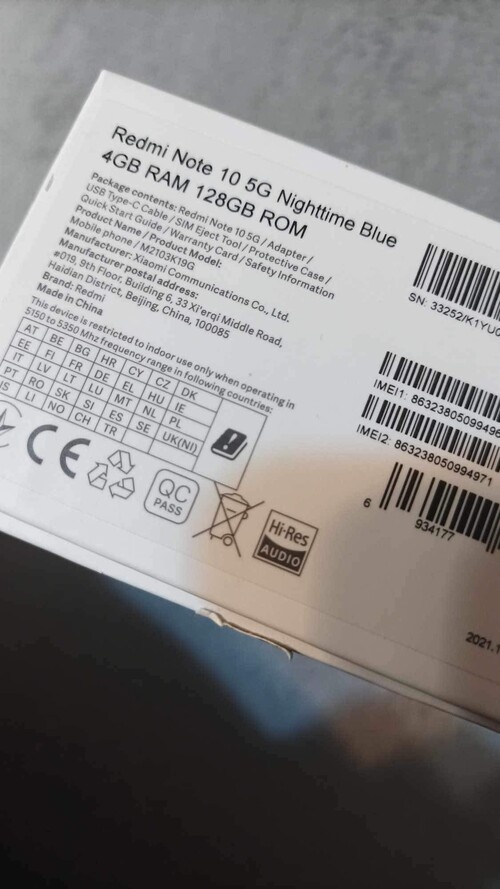 Redmi Note 10 5G Nighttime Blue
4GB RAM 128GB ROM
Package contents: Redmi Note 10 5G / Adapter /
USB Type-C Cable / SIM Eject Tool / Protective Case /
Quick Start Guide / Warranty Card / Safety Information
Product Name / Product Model:
Mobile phone / M2103K19G
Manufacturer: Xiaomi Communications Co., Ltd.
Manufacturer postal address:
#019, 9th Floor, Building 6, 33 Xi'erqi Middle Road,
Haidian District, Beijing, China, 100085
Brand: Redmi
Made in China
This device is restricted to indoor use only when operating in
5150 to 5350 Mhz frequency range in following countries:
AT BE BG HR CY CZ DK
EE FI FR DE EL HU IE
IT LV LT LU MT NL PL
PT RO SK SI ES SE UK(NI)
IS LI NO CH TR
CE
QC
PASS
Hi-Res
AUDIO
SN: 33252/K1YU
IMEI1: 86323805099496
IMEI2: 863238050994971
6
934177
2021.1